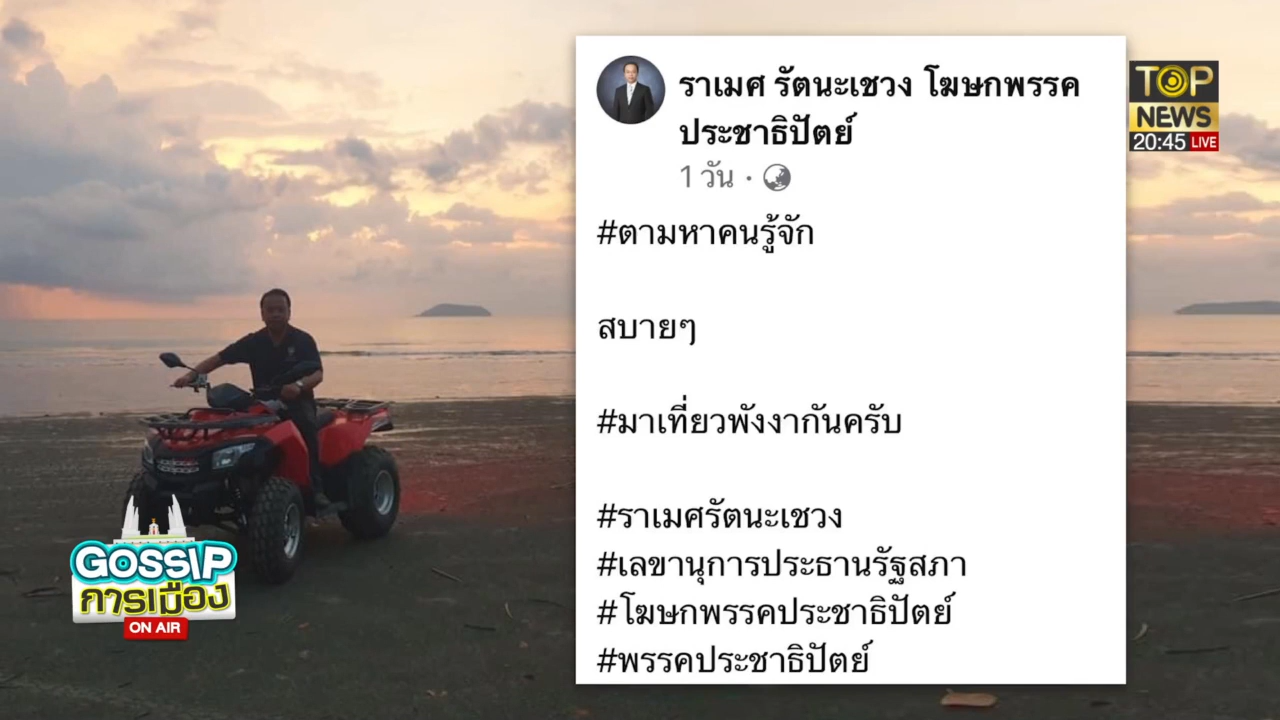 ราเมศ รัตนะเชวง โฆษกพรรค
ประชาธิปัตย์
1 วัน ·
#ตามหาคนรู้จัก
สบายๆ
#มาเที่ยวพังงากันครับ
#ราเมศรัตนะเชวง
#เลขานุการประธานรัฐสภา
#โฆษกพรรคประชาธิปัตย์
#พรรคประชาธิปัตย์
TOP
NEWS
20:45 LIVE
GOSSIP
การเมือง
ON AIR